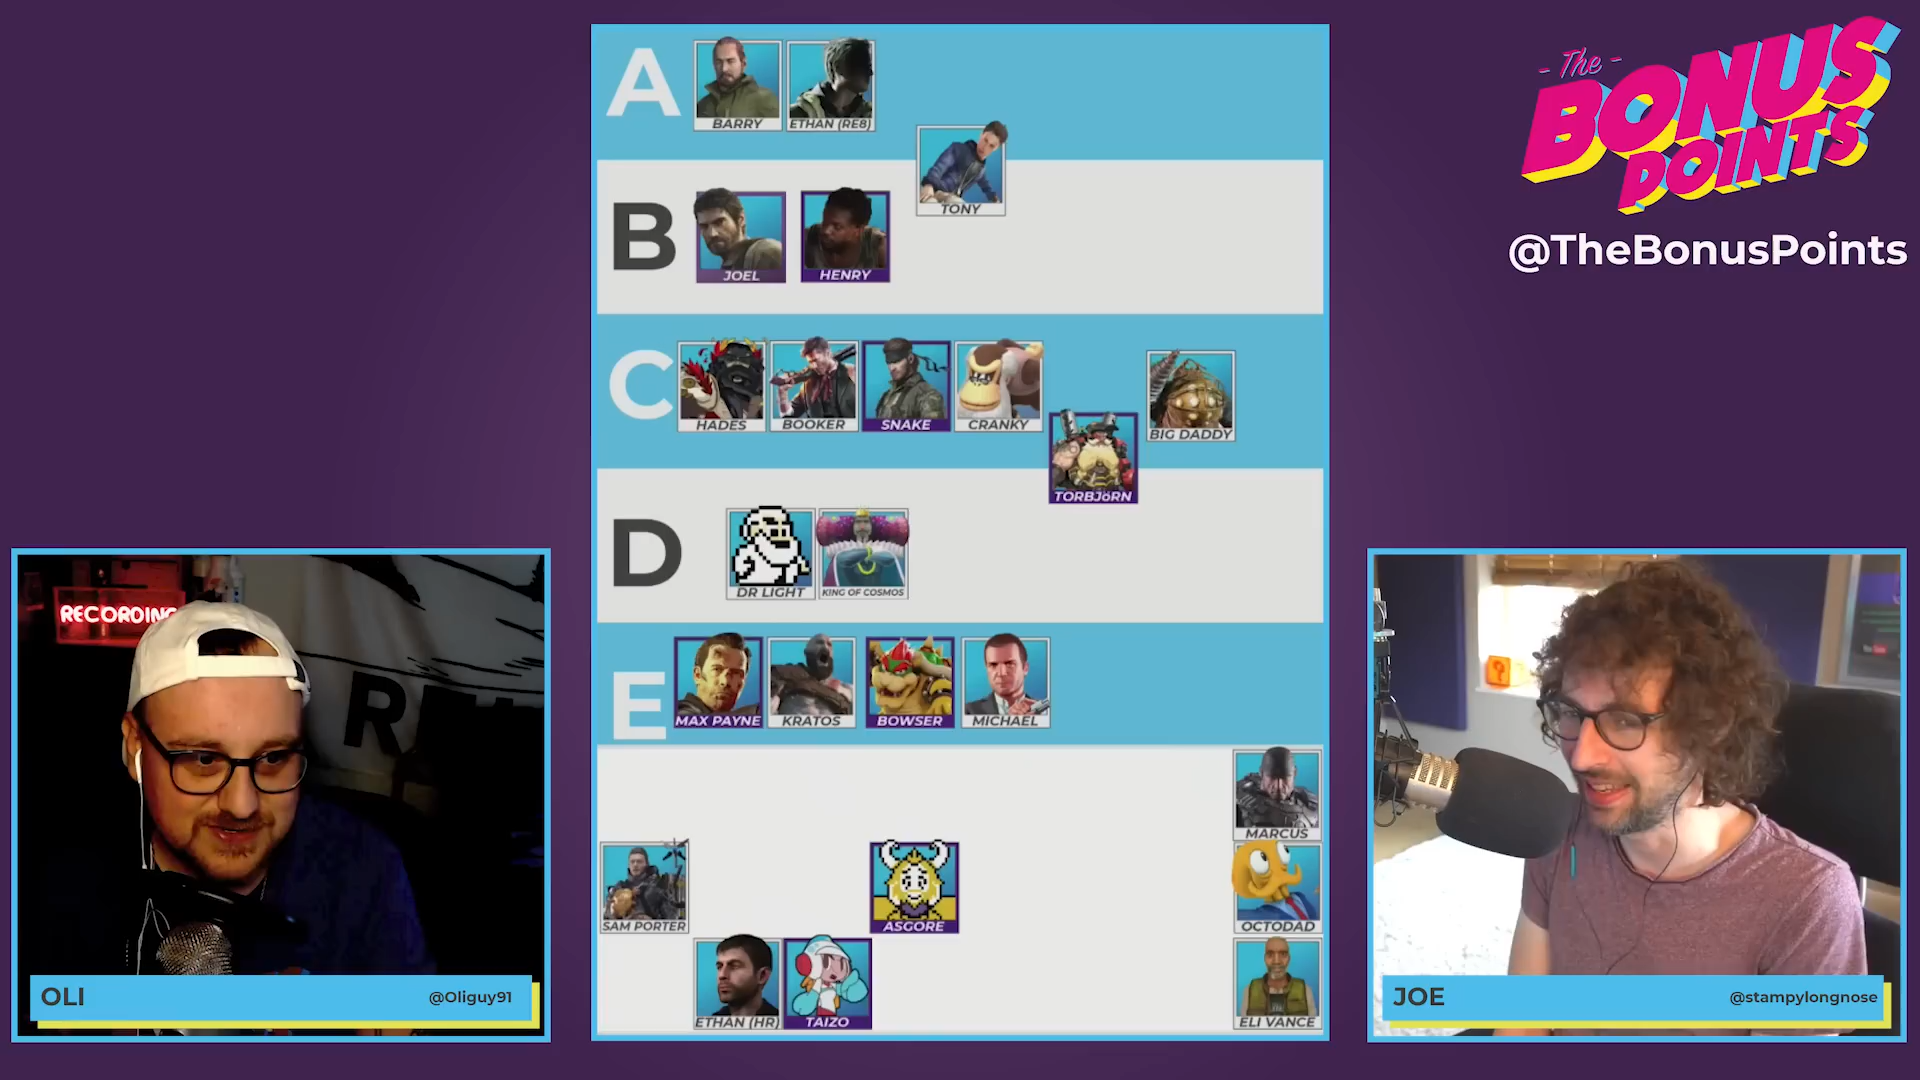 A
BARRY
ETHAN (RE8)
TONY
B
JOEL
HENRY
C
HADES
BOOKER
SNAKE
CRANKY
BIG DADDY
TORBJöRN
D
DR LIGHT
KING OF COSMOS
E
MAX PAYNE
KRATOS
BOWSER
MICHAEL
MARCUS
SAM PORTER
ASGORE
OCTODAD
ETHAN (HR)
TAIZO
ELI VANCE
- The -
BONUS
POINTS
@TheBonusPoints
RECORDING
OLI
@Oliguy91
JOE
@stampylongnose